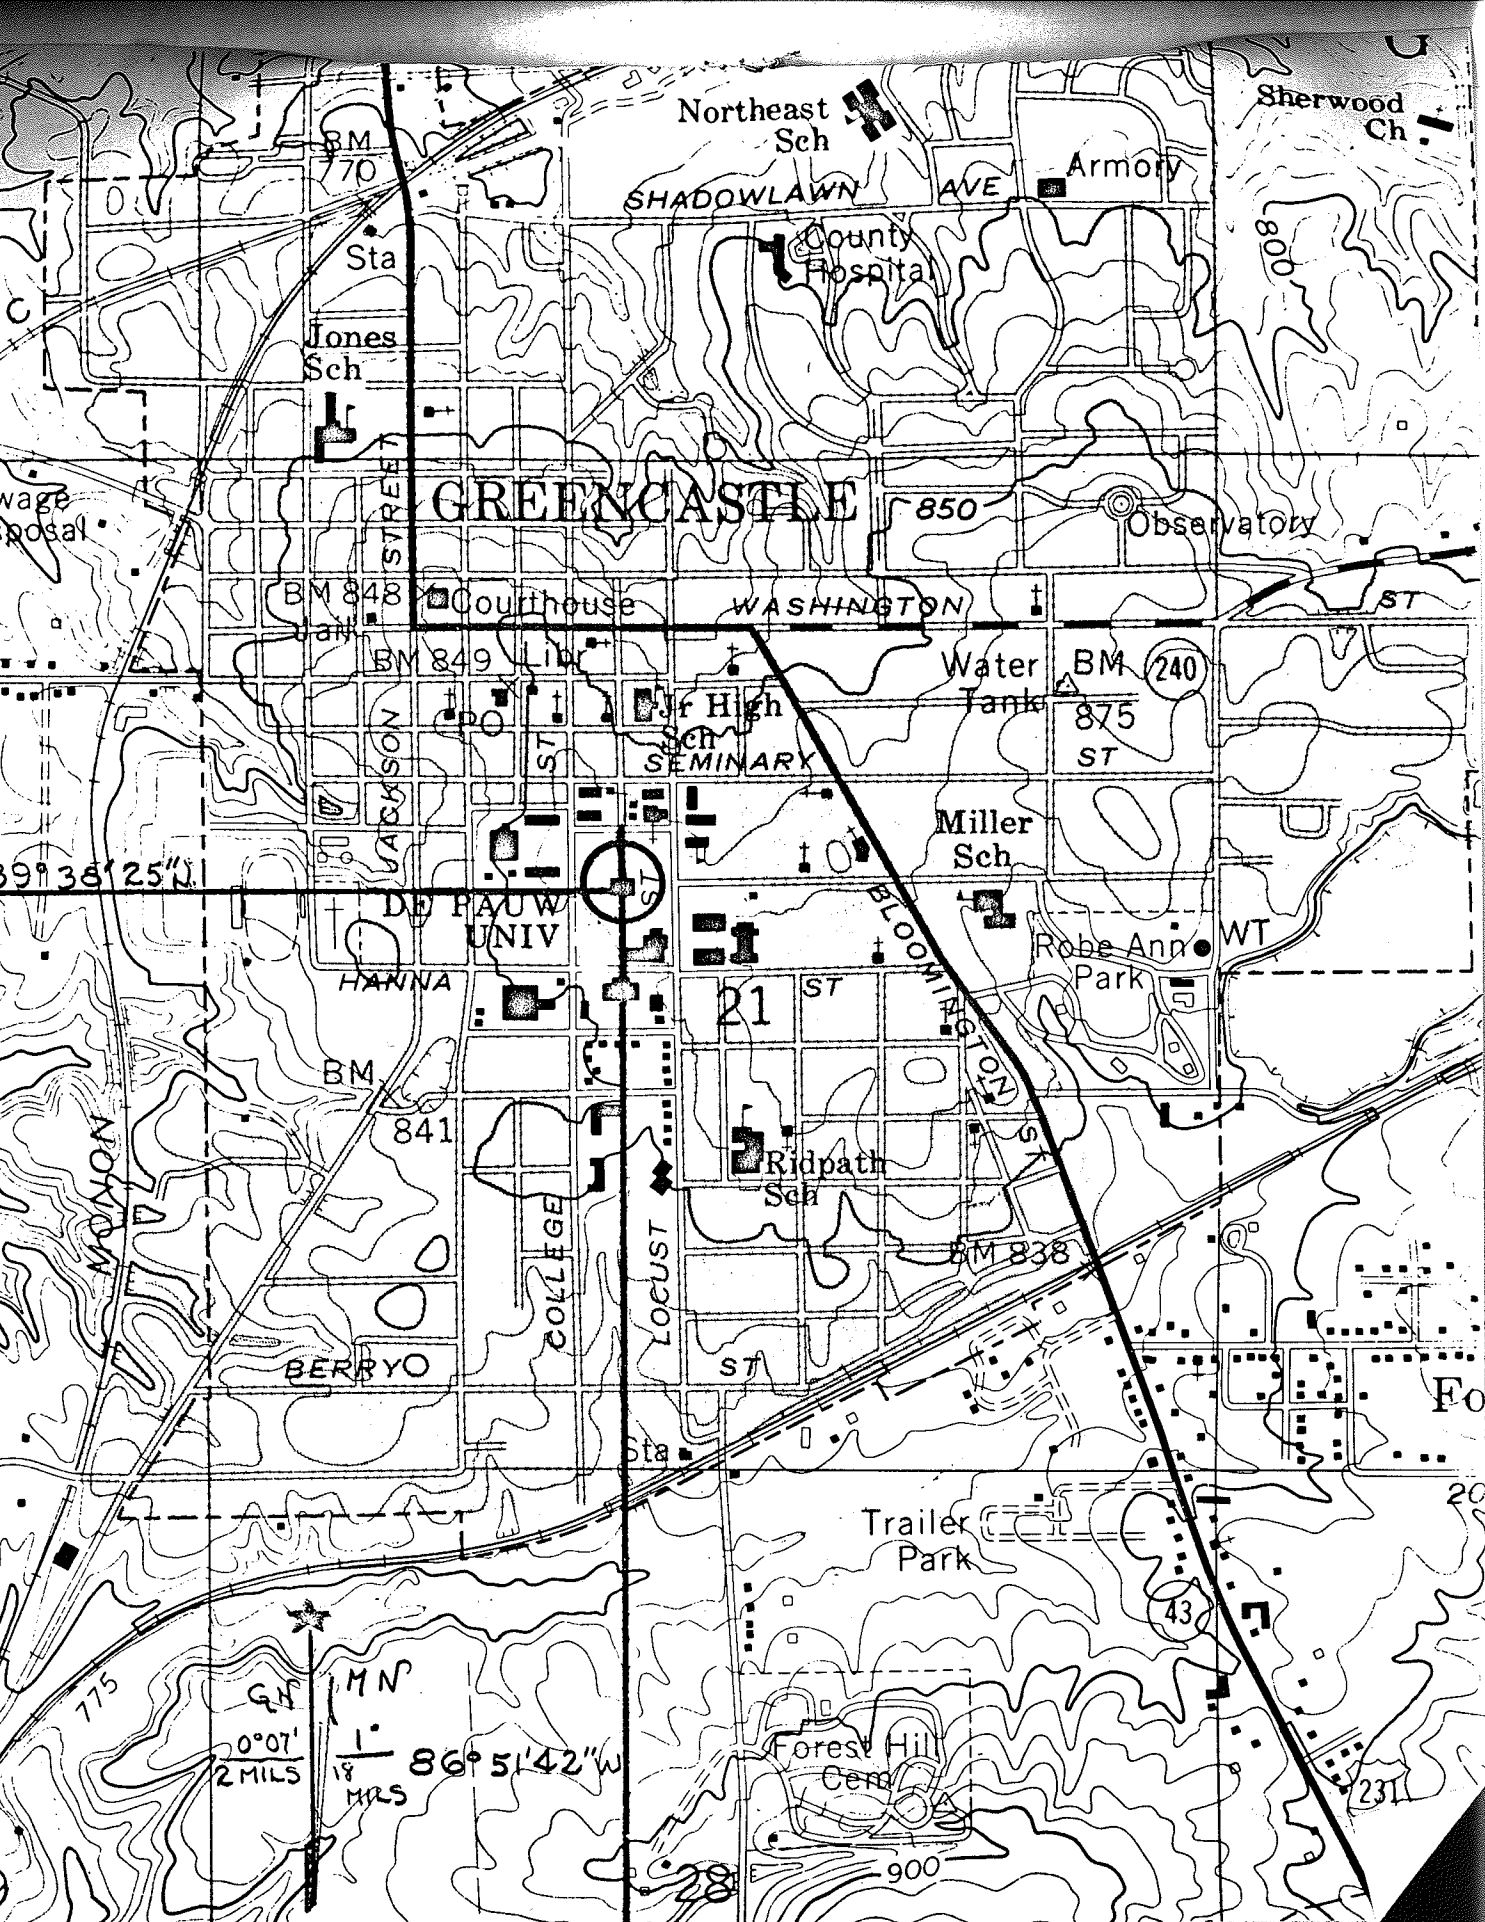 Northeast
Sch
Sherwood
Ch
BM
770
Armory
SHADOWLAWN AVE
County
Hospital
800
Sta
C
Jones
Sch
STREET
GREENCASTLE
850
Observatory
BM 848
Courthouse
WASHINGTON
ST
Jail
BM 849
Libr
Water
Tank
BM
875
240
PO
Jr High
Sch
ST
JACKSON
SEMINARY
ST
Miller
Sch
39° 38' 25" N
DE PAUW
UNIV
ST
BLOOMINGTON ST
Robe Ann
Park
WT
HANNA
ST
21
BM
841
MONON
Ridpath
Sch
COLLEGE
LOCUST
BM 838
BERRY
ST
Fo
Sta
20
Trailer
Park
43
775
GN
MN
0°07'
2 MILS
1°
18
MILS
86° 51' 42" W
Forest Hill
Cem
231
900
28